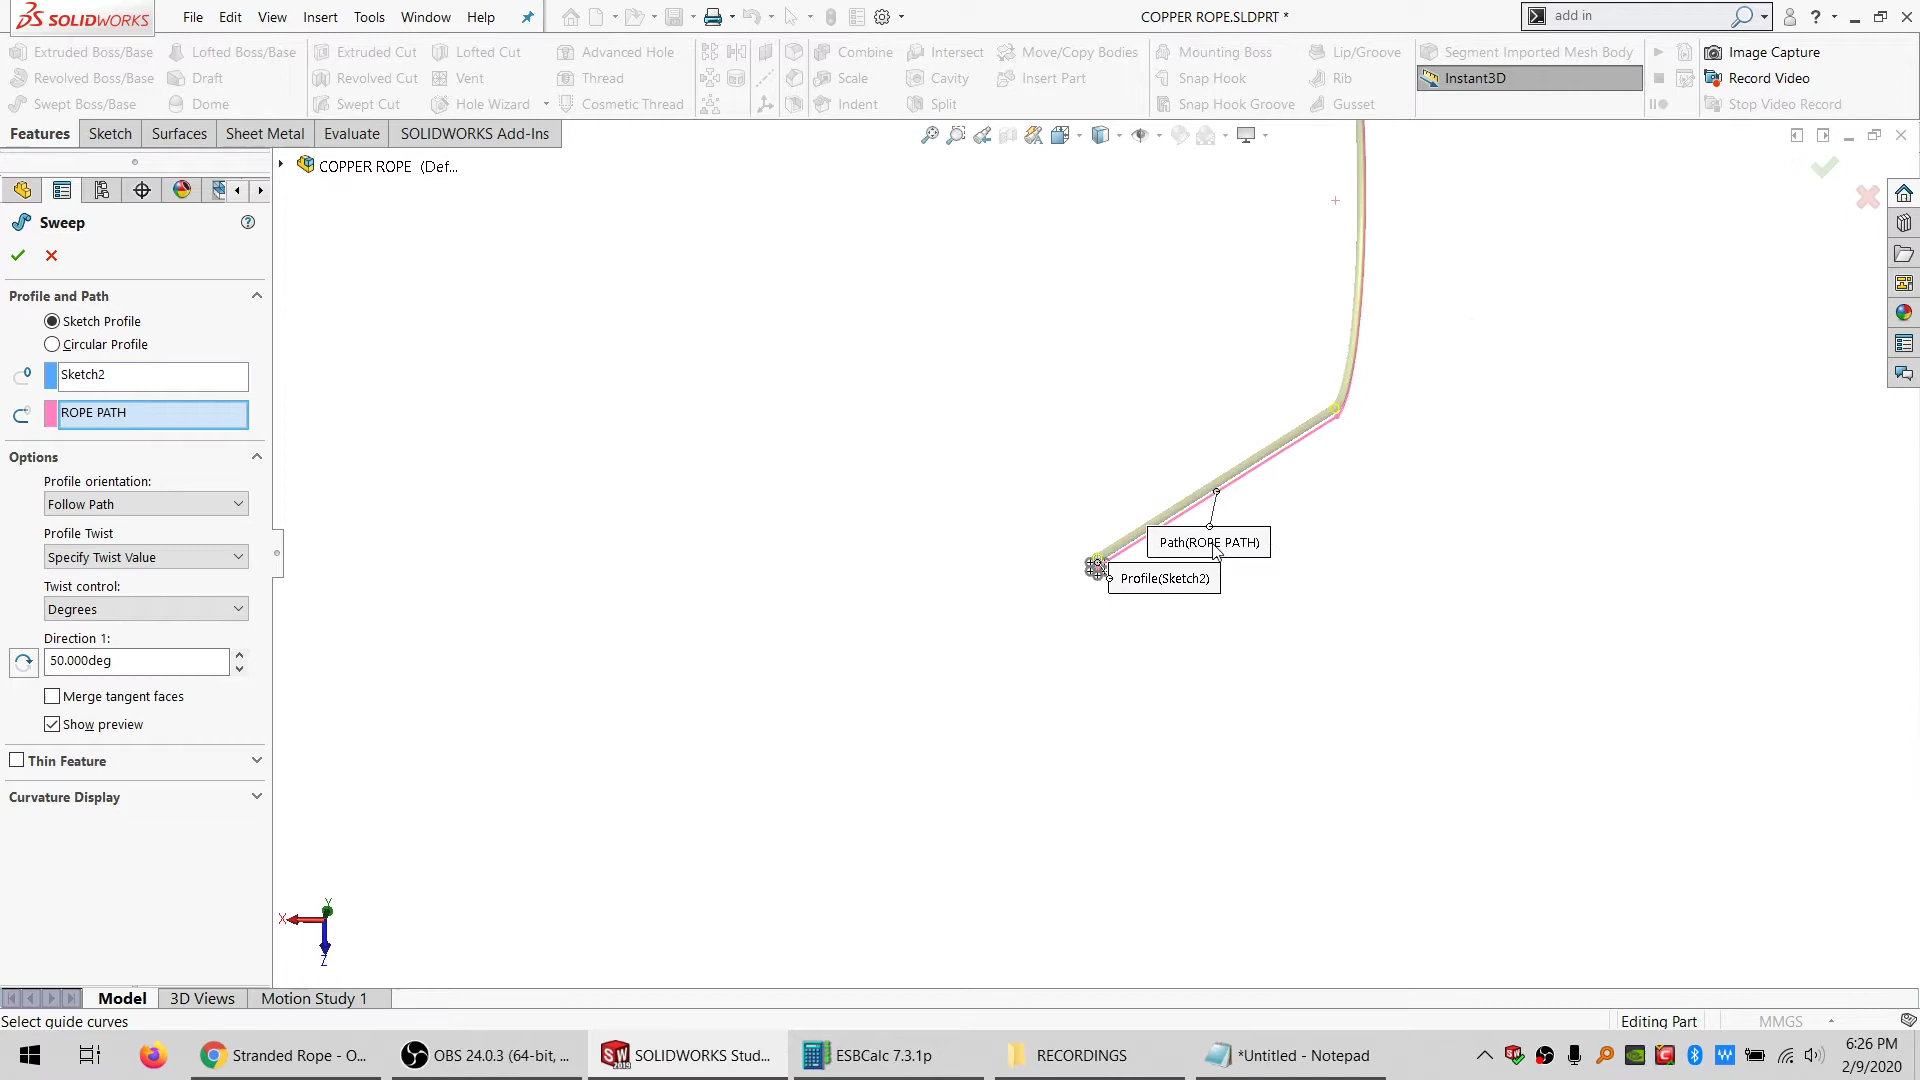 SOLIDWORKS File Edit View Insert Tools Window Help COPPER ROPE.SLDPRT * add in ?
Extruded Boss/Base Lofted Boss/Base Extruded Cut Lofted Cut Advanced Hole Combine Intersect Move/Copy Bodies Mounting Boss Lip/Groove Segment Imported Mesh Body Image Capture
Revolved Boss/Base Draft Revolved Cut Vent Thread Scale Cavity Insert Part Snap Hook Rib Instant3D Record Video
Swept Boss/Base Dome Swept Cut Hole Wizard Cosmetic Thread Indent Split Snap Hook Groove Gusset Stop Video Record
Features Sketch Surfaces Sheet Metal Evaluate SOLIDWORKS Add-Ins
COPPER ROPE (Def...
Sweep
Profile and Path
Sketch Profile
Circular Profile
Sketch2
ROPE PATH
Options
Profile orientation:
Follow Path
Profile Twist
Specify Twist Value
Twist control:
Degrees
Direction 1:
50.000deg
Merge tangent faces
Show preview
Thin Feature
Curvature Display
Path(ROPE PATH)
Profile(Sketch2)
Y
X
Z
Model 3D Views Motion Study 1
Select guide curves Editing Part MMGS
Stranded Rope - O... OBS 24.0.3 (64-bit, ... SOLIDWORKS Stud... ESBCalc 7.3.1p RECORDINGS *Untitled - Notepad
6:26 PM
2/9/2020